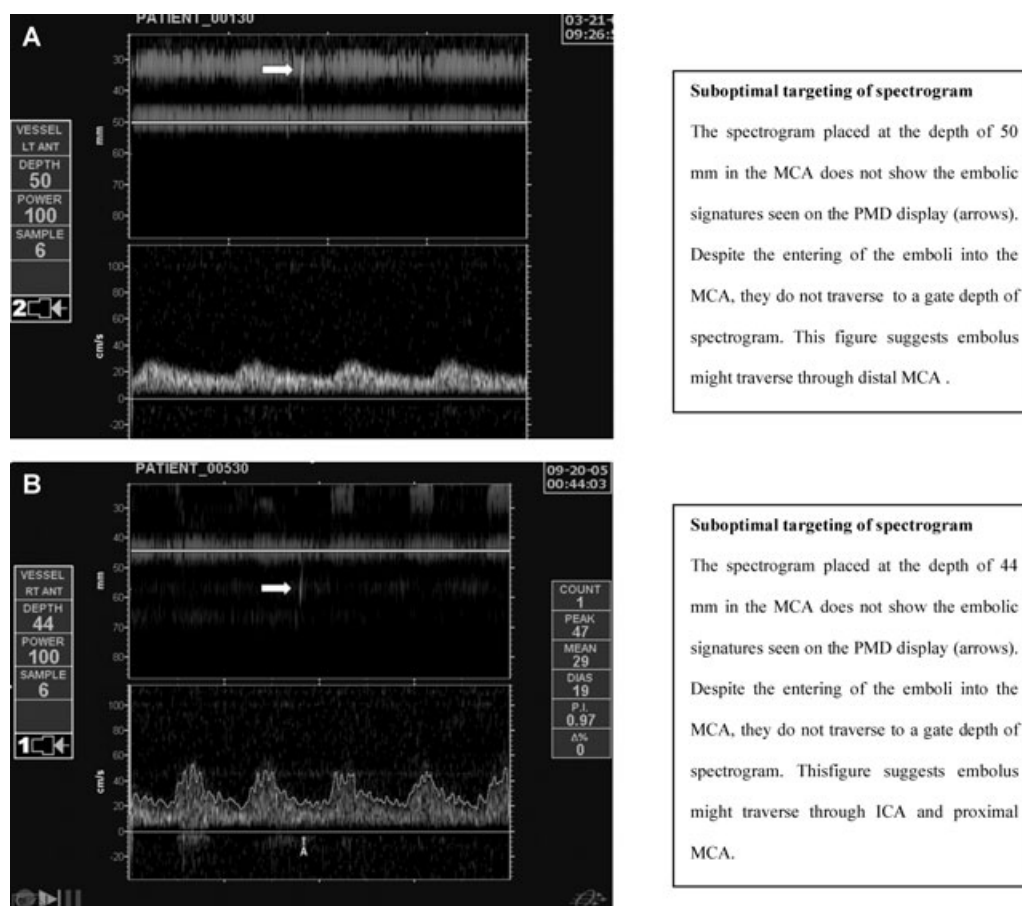 A
PATIENT_00130
03-21-
09:26:
30
40
mm
50
60
70
80
VESSEL
LT ANT
DEPTH
50
POWER
100
SAMPLE
6
2
100
80
60
cm/s
40
20
0
-20
Suboptimal targeting of spectrogram
The spectrogram placed at the depth of 50
mm in the MCA does not show the embolic
signatures seen on the PMD display (arrows).
Despite the entering of the emboli into the
MCA, they do not traverse to a gate depth of
spectrogram. This figure suggests embolus
might traverse through distal MCA .
B
PATIENT_00530
09-20-05
00:44:03
30
40
mm
50
60
70
80
VESSEL
RT ANT
DEPTH
44
POWER
100
SAMPLE
6
1
COUNT
1
PEAK
47
MEAN
29
DIAS
19
P.I.
0.97
Δ%
0
100
80
60
cm/s
40
20
0
-20
A
Suboptimal targeting of spectrogram
The spectrogram placed at the depth of 44
mm in the MCA does not show the embolic
signatures seen on the PMD display (arrows).
Despite the entering of the emboli into the
MCA, they do not traverse to a gate depth of
spectrogram. Thisfigure suggests embolus
might traverse through ICA and proximal
MCA.